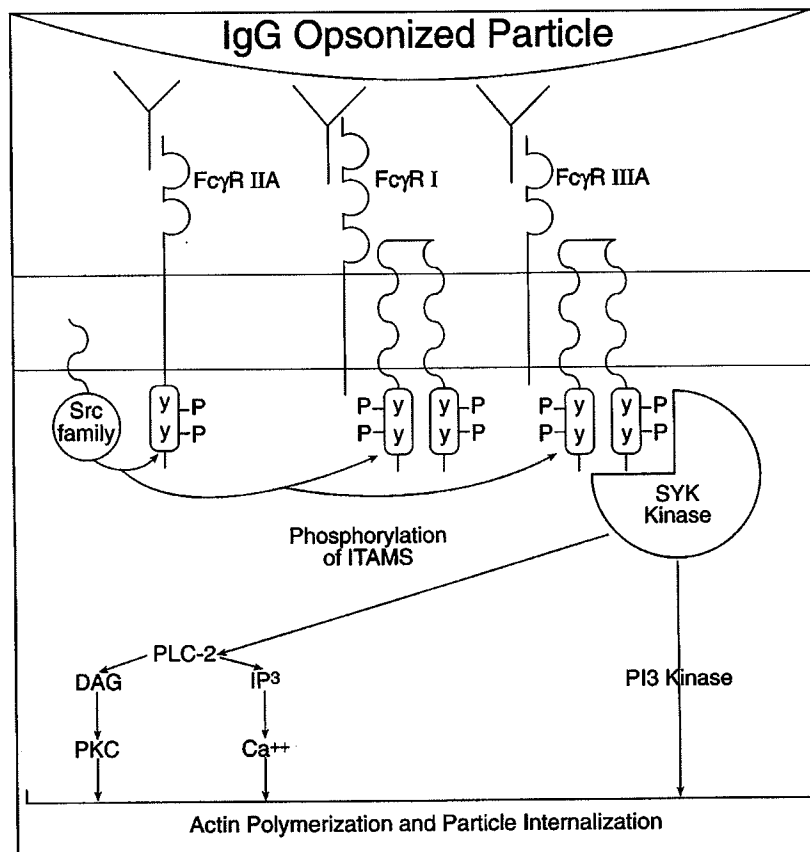 IgG Opsonized Particle
FcγR IIA
FcγR I
FcγR IIIA
Src
family
y
y
P
P
P
P
y
y
y
y
P
P
P
P
y
y
y
y
P
P
SYK
Kinase
Phosphorylation
of ITAMS
PLC-2
DAG
IP³
PI3 Kinase
PKC
Ca⁺⁺
Actin Polymerization and Particle Internalization